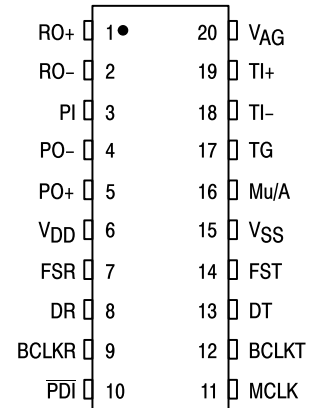 RO+ 1 20 VAG
RO– 2 19 TI+
PI 3 18 TI–
PO– 4 17 TG
PO+ 5 16 Mu/A
VDD 6 15 VSS
FSR 7 14 FST
DR 8 13 DT
BCLKR 9 12 BCLKT
PDI 10 11 MCLK